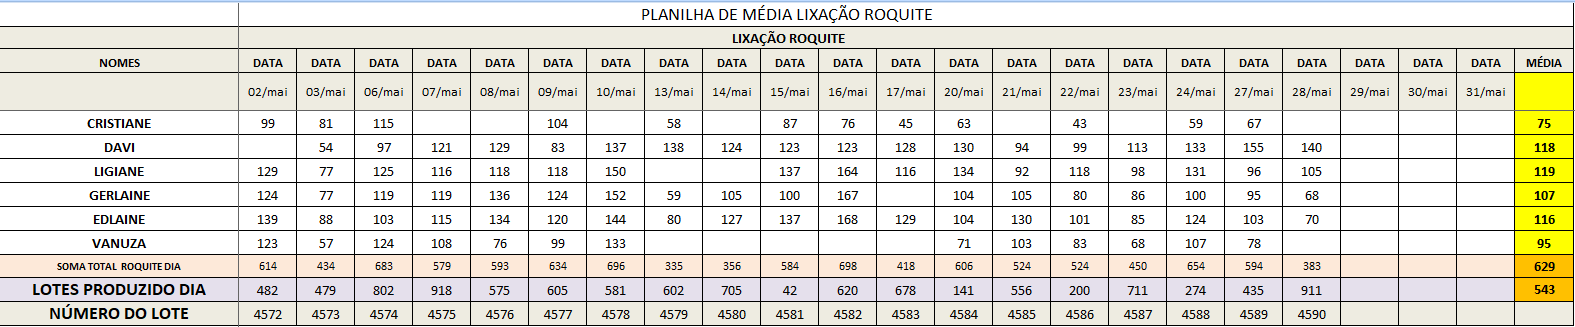 PLANILHA DE MÉDIA LIXAÇÃO ROQUITE
LIXAÇÃO ROQUITE
NOMES DATA DATA DATA DATA DATA DATA DATA DATA DATA DATA DATA DATA DATA DATA DATA DATA DATA DATA DATA DATA DATA DATA MÉDIA
02/mai 03/mai 06/mai 07/mai 08/mai 09/mai 10/mai 13/mai 14/mai 15/mai 16/mai 17/mai 20/mai 21/mai 22/mai 23/mai 24/mai 27/mai 28/mai 29/mai 30/mai 31/mai
CRISTIANE 99 81 115 104 58 87 76 45 63 43 59 67 75
DAVI 54 97 121 129 83 137 138 124 123 123 128 130 94 99 113 133 155 140 118
LIGIANE 129 77 125 116 118 118 150 137 164 116 134 92 118 98 131 96 105 119
GERLAINE 124 77 119 119 136 124 152 59 105 100 167 104 105 80 86 100 95 68 107
EDLAINE 139 88 103 115 134 120 144 80 127 137 168 129 104 130 101 85 124 103 70 116
VANUZA 123 57 124 108 76 99 133 71 103 83 68 107 78 95
SOMA TOTAL ROQUITE DIA 614 434 683 579 593 634 696 335 356 584 698 418 606 524 524 450 654 594 383 629
LOTES PRODUZIDO DIA 482 479 802 918 575 605 581 602 705 42 620 678 141 556 200 711 274 435 911 543
NÚMERO DO LOTE 4572 4573 4574 4575 4576 4577 4578 4579 4580 4581 4582 4583 4584 4585 4586 4587 4588 4589 4590